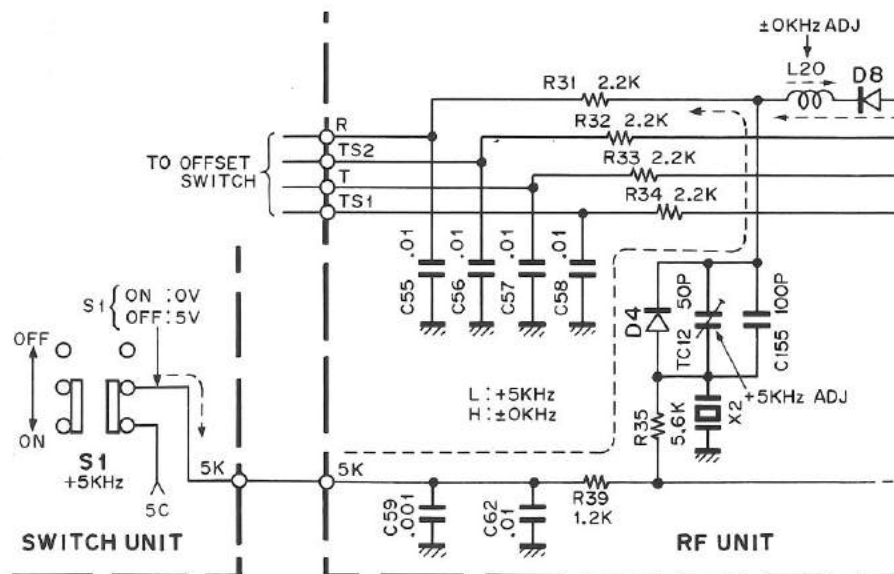 ±0KHz ADJ
L20
D8
R31 2.2K
R32 2.2K
R33 2.2K
R34 2.2K
R
TS2
T
TS1
TO OFFSET
SWITCH
.01
.01
.01
.01
C55
C56
C57
C58
D4
50P
TC12
100P
C155
S1
ON :0V
OFF:5V
OFF
ON
L:+5KHz
H:±0KHz
+5KHz ADJ
R35
5.6K
X2
S1
+5KHz
5C
5K
5K
C59
.001
C62
.01
R39
1.2K
SWITCH UNIT
RF UNIT